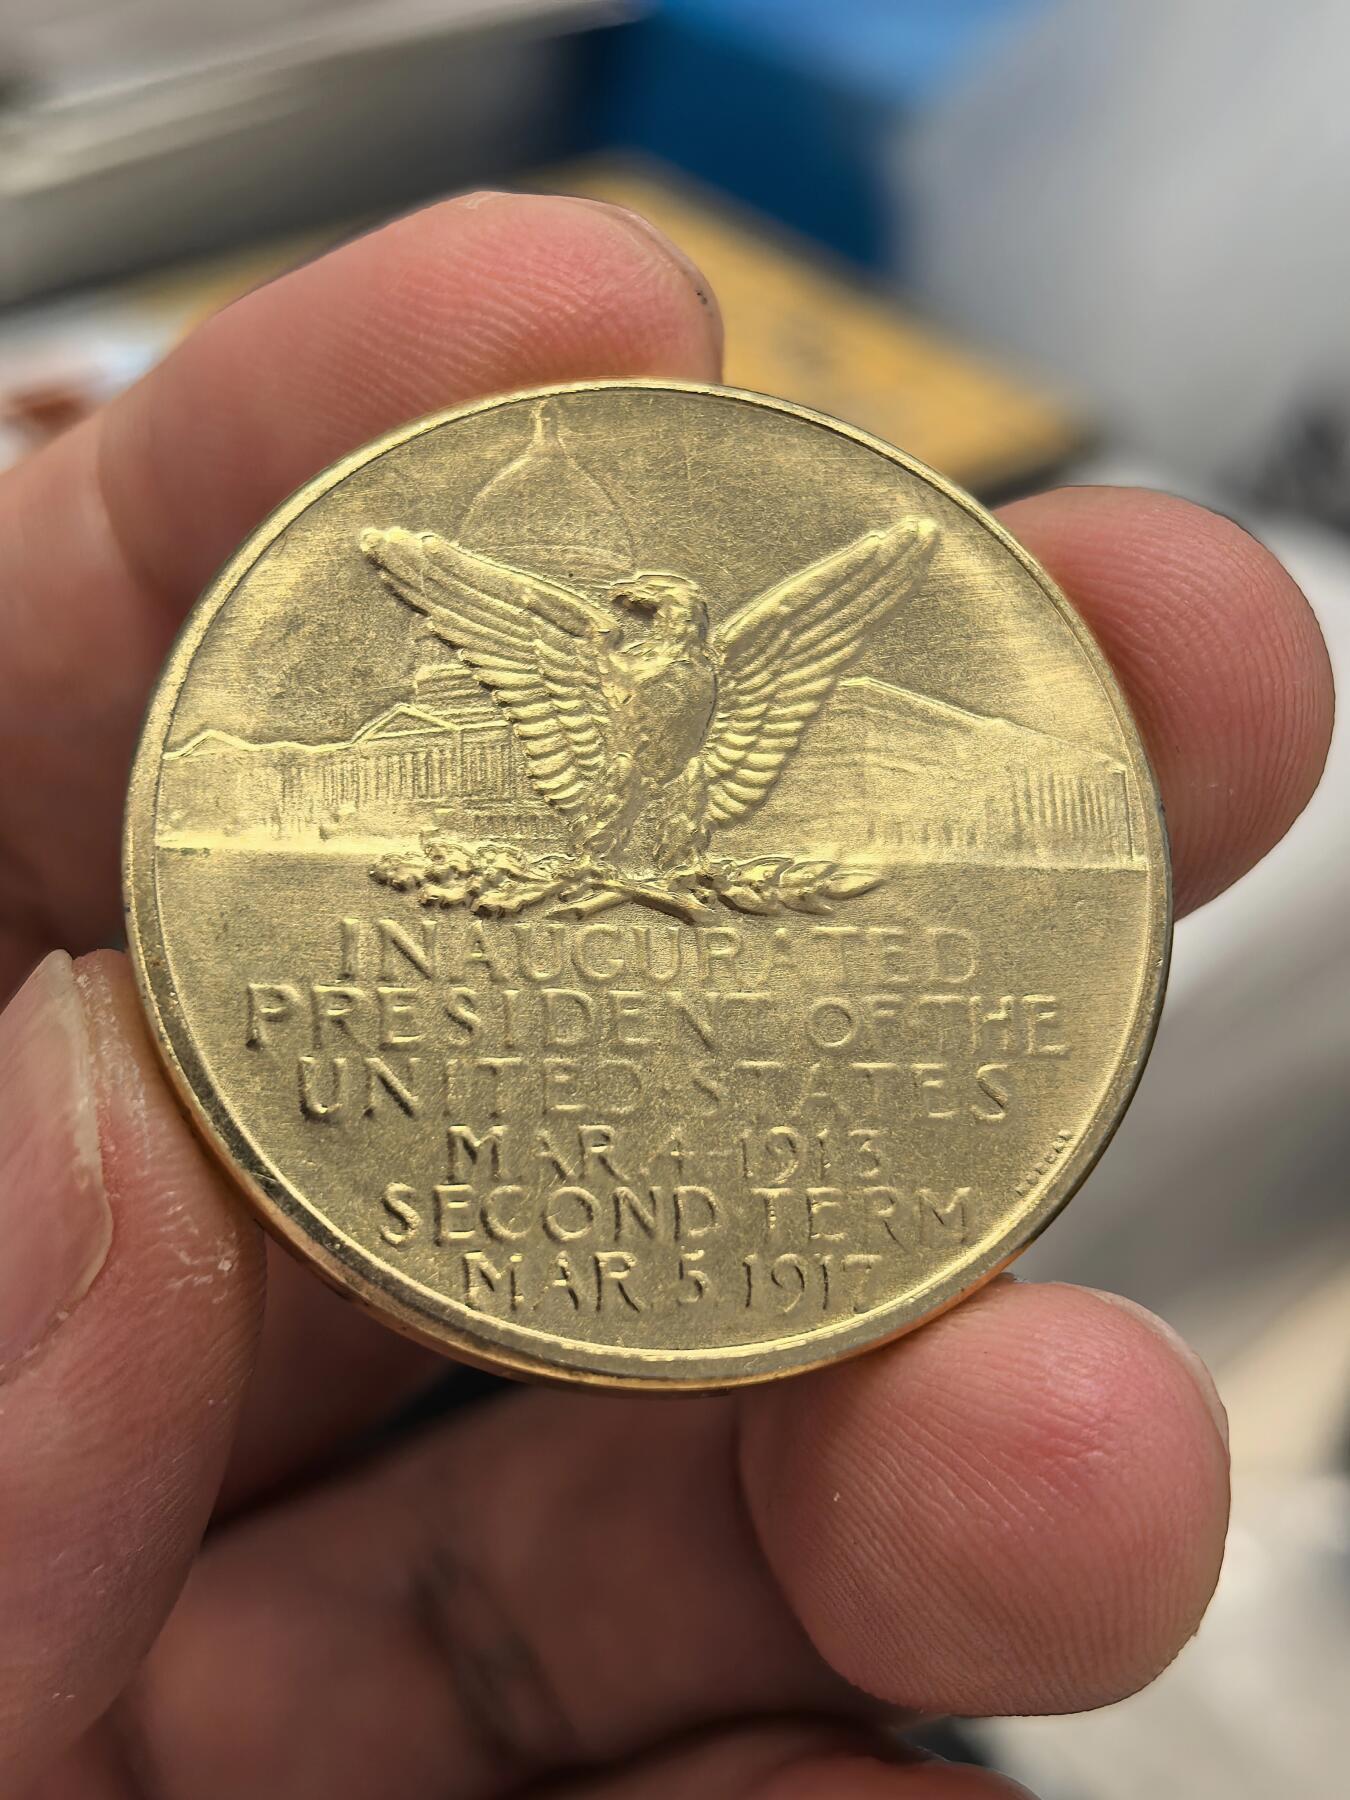 INAUGURATED
PRESIDENT OF THE
UNITED STATES
MAR. 4 1913
SECOND TERM
MAR. 5. 1917